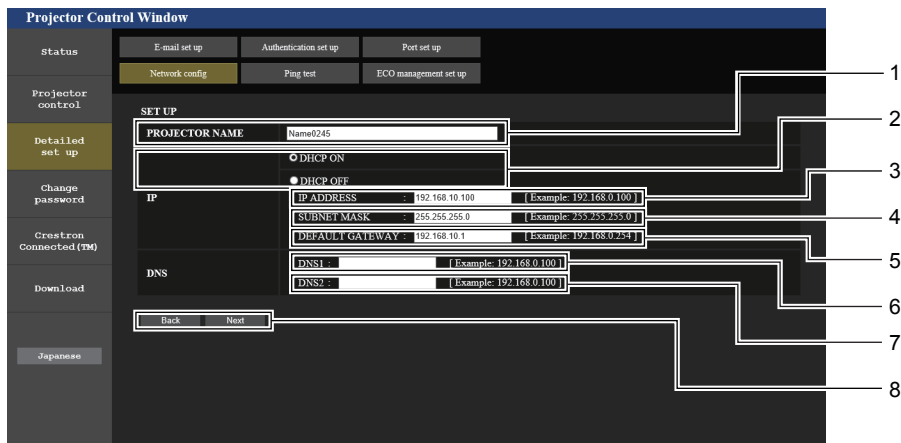 Projector Control Window
Status
E-mail set up
Authentication set up
Port set up
Network config
Ping test
ECO management set up
Projector
control
Detailed
set up
Change
password
Crestron
Connected(TM)
Download
Japanese
SET UP
PROJECTOR NAME
Name0245
DHCP ON
DHCP OFF
IP
IP ADDRESS : 192.168.10.100 [ Example: 192.168.0.100 ]
SUBNET MASK : 255.255.255.0 [ Example: 255.255.255.0 ]
DEFAULT GATEWAY : 192.168.10.1 [ Example: 192.168.0.254 ]
DNS
DNS1 : [ Example: 192.168.0.100 ]
DNS2 : [ Example: 192.168.0.100 ]
Back
Next
1
2
3
4
5
6
7
8